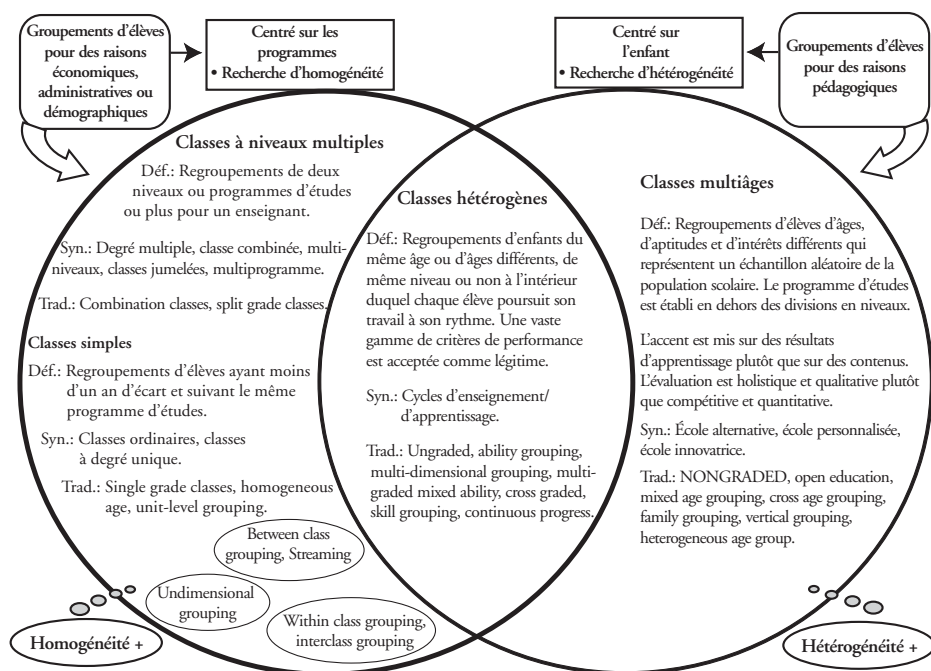 Groupements d'élèves
pour des raisons
économiques,
administratives ou
démographiques
Centré sur les
programmes
• Recherche d'homogénéité
Centré sur
l'enfant
• Recherche d'hétérogénéité
Groupements d'élèves
pour des raisons
pédagogiques
Classes à niveaux multiples
Déf.: Regroupements de deux
niveaux ou programmes d'études
ou plus pour un enseignant.
Syn.: Degré multiple, classe combinée, multi-
niveaux, classes jumelées, multiprogramme.
Trad.: Combination classes, split grade classes.
Classes simples
Déf.: Regroupements d'élèves ayant moins
d'un an d'écart et suivant le même
programme d'études.
Syn.: Classes ordinaires, classes
à degré unique.
Trad.: Single grade classes, homogeneous
age, unit-level grouping.
Between class
grouping, Streaming
Undimensional
grouping
Within class grouping,
interclass grouping
Homogénéité +
Classes hétérogènes
Déf.: Regroupements d'enfants du
même âge ou d'âges différents, de
même niveau ou non à l'intérieur
duquel chaque élève poursuit son
travail à son rythme. Une vaste
gamme de critères de performance
est acceptée comme légitime.
Syn.: Cycles d'enseignement/
d'apprentissage.
Trad.: Ungraded, ability grouping,
multi-dimensional grouping, multi-
graded mixed ability, cross graded,
skill grouping, continuous progress.
Classes multiâges
Déf.: Regroupements d'élèves d'âges,
d'aptitudes et d'intérêts différents qui
représentent un échantillon aléatoire de la
population scolaire. Le programme d'études
est établi en dehors des divisions en niveaux.
L'accent est mis sur des résultats
d'apprentissage plutôt que sur des contenus.
L'évaluation est holistique et qualitative plutôt
que compétitive et quantitative.
Syn.: École alternative, école personnalisée,
école innovatrice.
Trad.: NONGRADED, open education,
mixed age grouping, cross age grouping,
family grouping, vertical grouping,
heterogeneous age group.
Hétérogénéité +